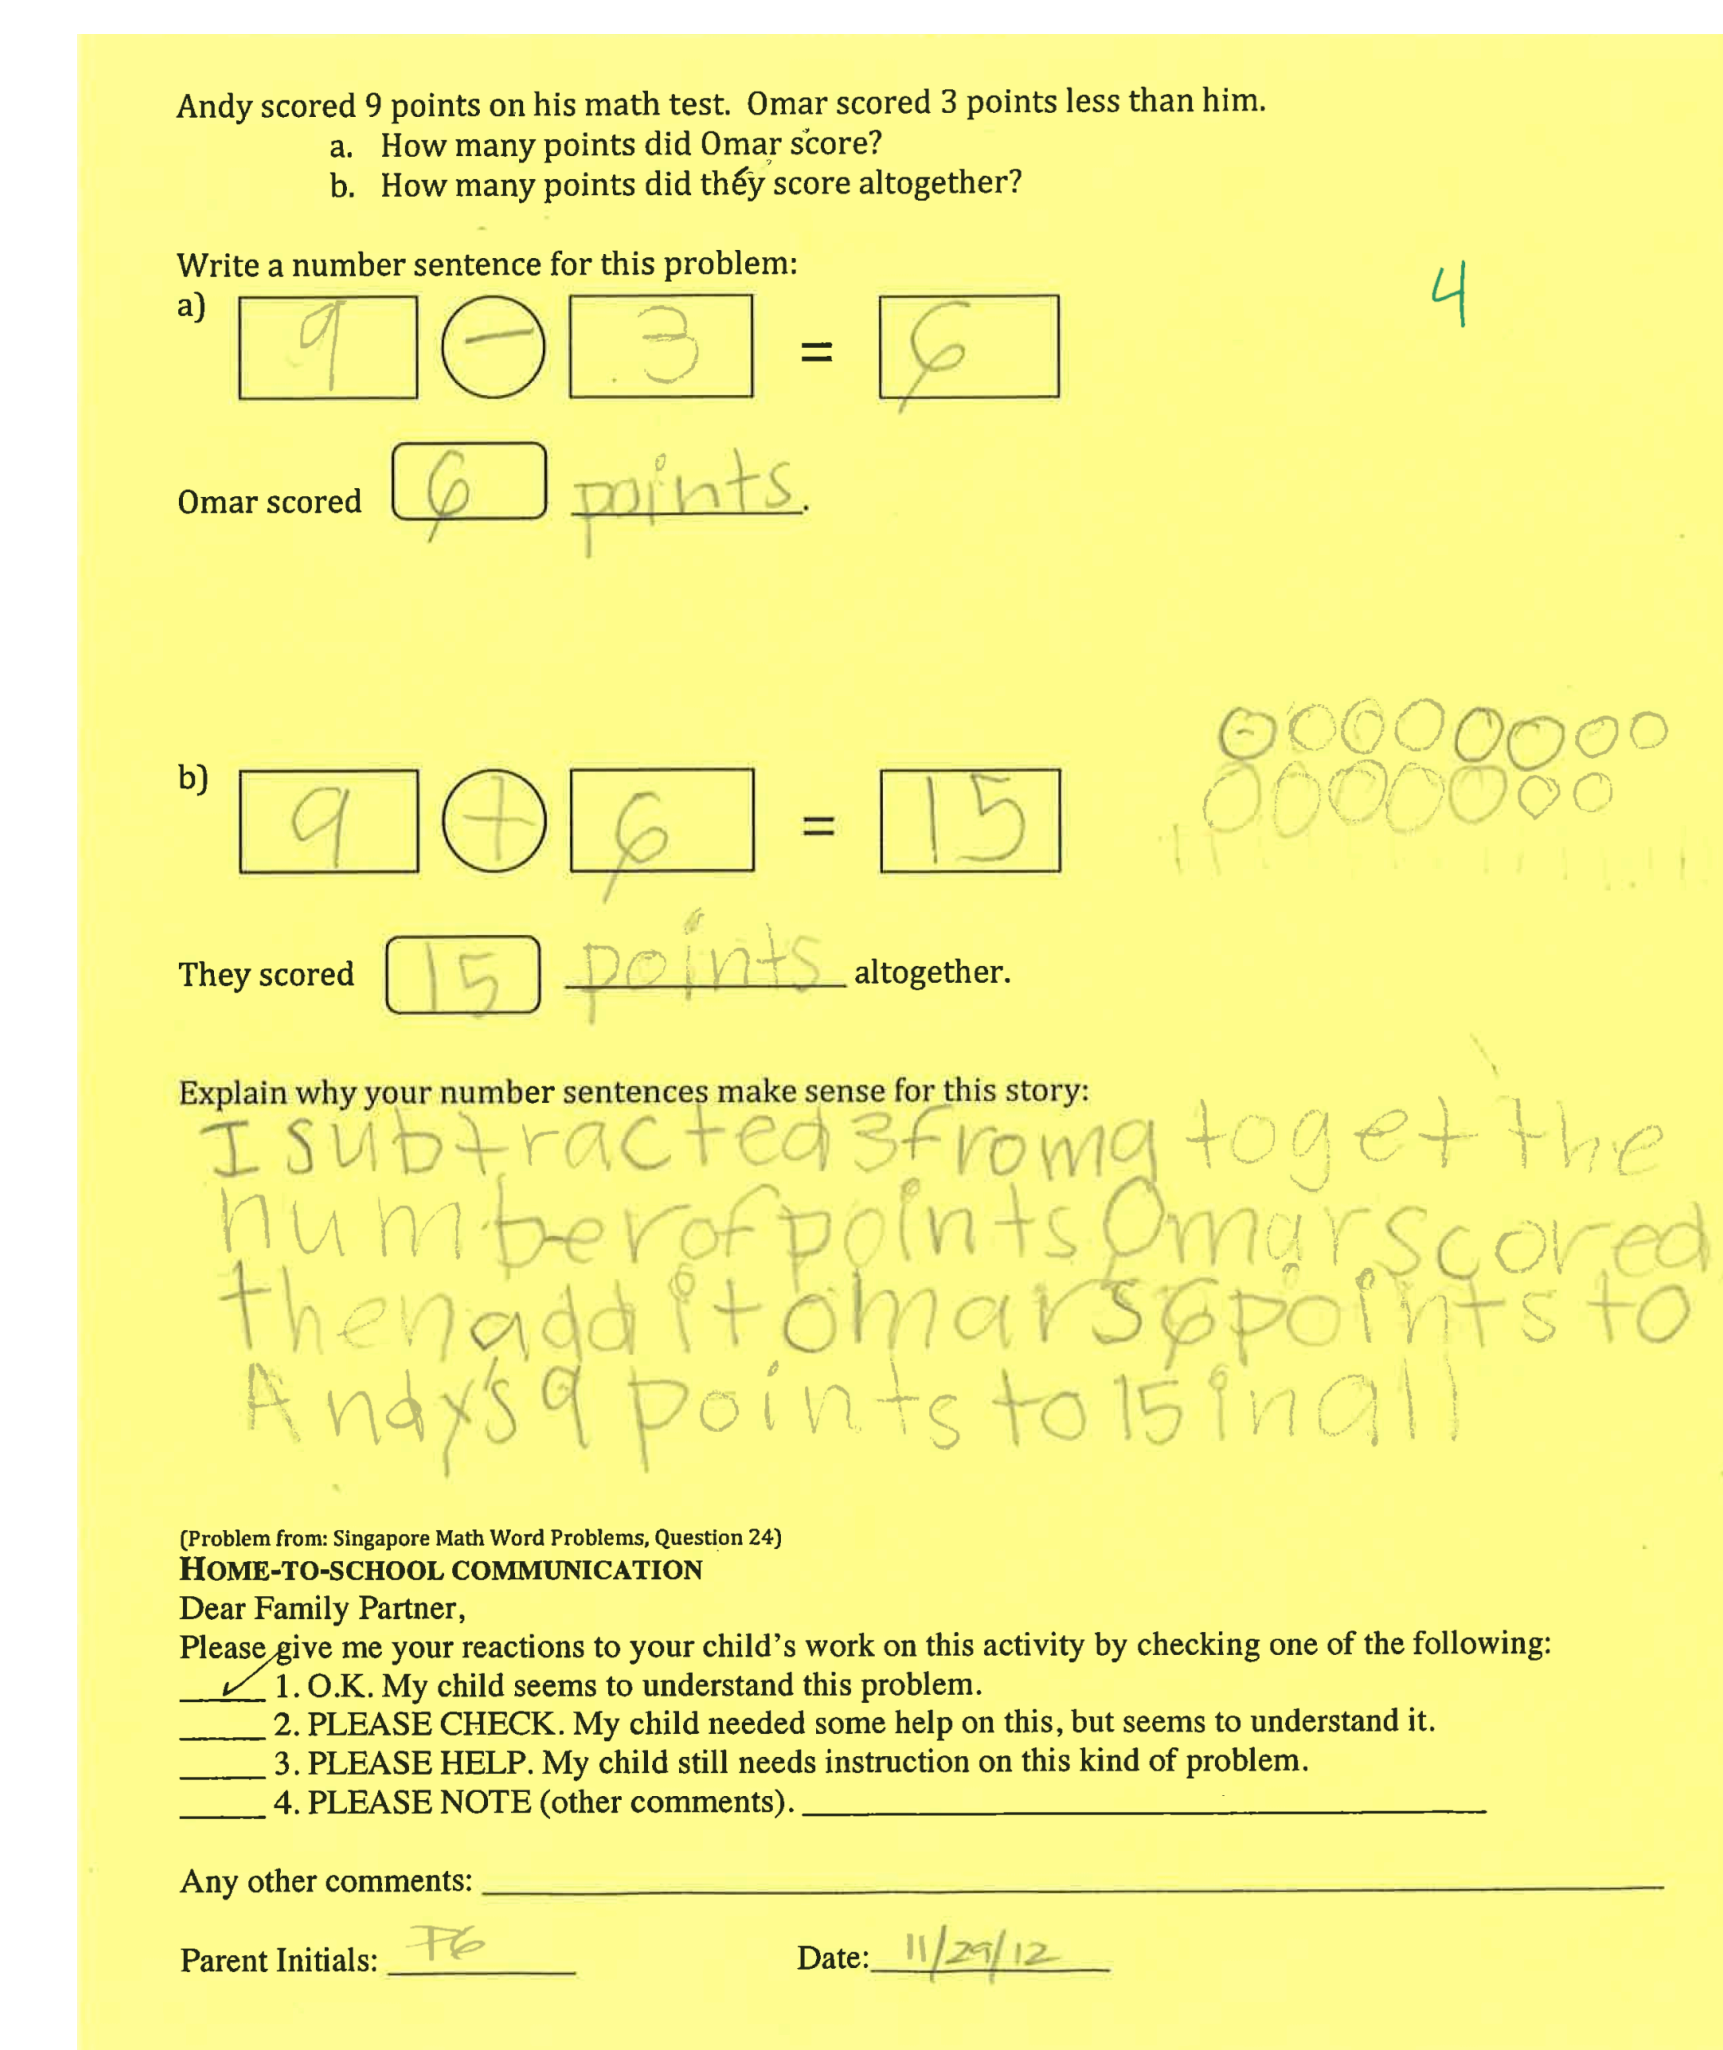 Andy scored 9 points on his math test. Omar scored 3 points less than him.
a. How many points did Omar score?
b. How many points did they score altogether?
Write a number sentence for this problem:
4
a) 9 - 3 = 6
Omar scored 6 points.
b) 9 + 6 = 15
They scored 15 points altogether.
Explain why your number sentences make sense for this story:
I subtracted 3 from 9 to get the
number of points Omar scored
then add it omars 6 points to
Andy's 9 points to 15 in all
(Problem from: Singapore Math Word Problems, Question 24)
HOME-TO-SCHOOL COMMUNICATION
Dear Family Partner,
Please give me your reactions to your child's work on this activity by checking one of the following:
✓ 1. O.K. My child seems to understand this problem.
____ 2. PLEASE CHECK. My child needed some help on this, but seems to understand it.
____ 3. PLEASE HELP. My child still needs instruction on this kind of problem.
____ 4. PLEASE NOTE (other comments). ____
Any other comments: ____
Parent Initials: Date: 11/29/12